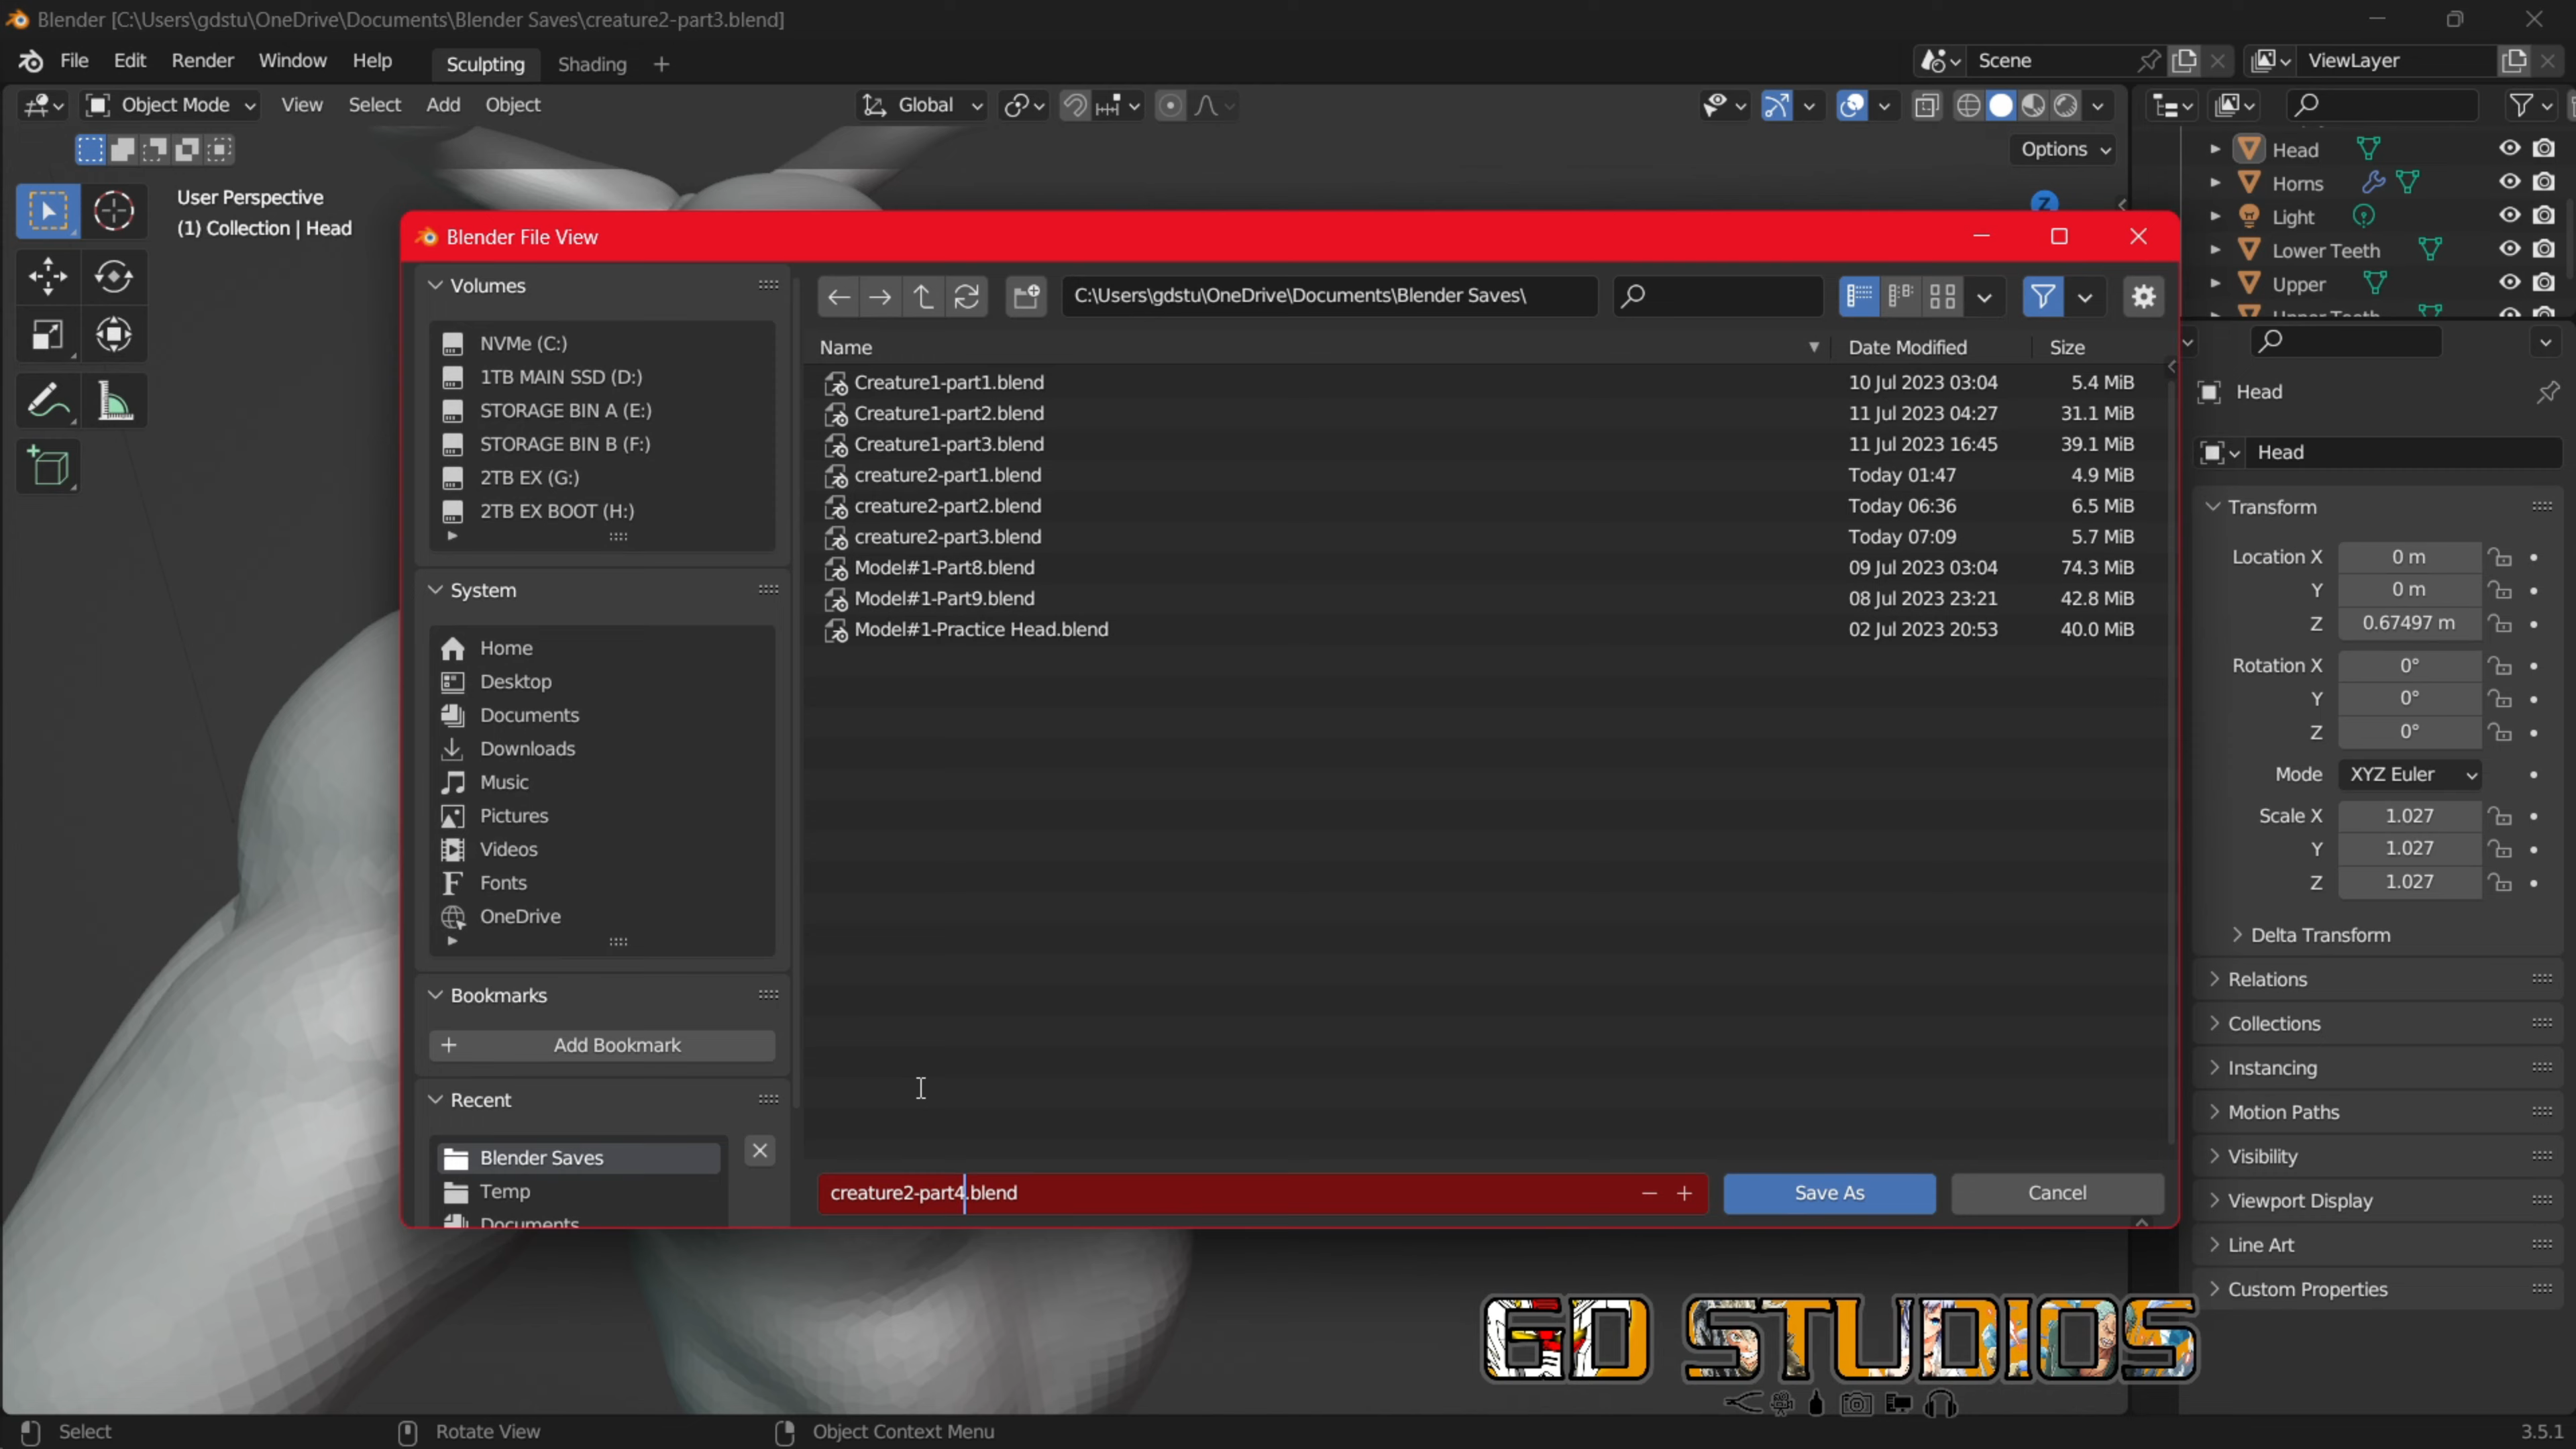 Blender [C:\Users\gdstu\OneDrive\Documents\Blender Saves\creature2-part3.blend]
File Edit Render Window Help Sculpting Shading + Scene ViewLayer
Object Mode View Select Add Object Global
Options
User Perspective
(1) Collection | Head
Z
Head
Horns
Light
Lower Teeth
Upper
Upper Teeth
Blender File View
Volumes
NVMe (C:)
1TB MAIN SSD (D:)
STORAGE BIN A (E:)
STORAGE BIN B (F:)
2TB EX (G:)
2TB EX BOOT (H:)
System
Home
Desktop
Documents
Downloads
Music
Pictures
Videos
Fonts
OneDrive
Bookmarks
Add Bookmark
Recent
Blender Saves
Temp
Documents
C:\Users\gdstu\OneDrive\Documents\Blender Saves\
Name Date Modified Size
Creature1-part1.blend 10 Jul 2023 03:04 5.4 MiB
Creature1-part2.blend 11 Jul 2023 04:27 31.1 MiB
Creature1-part3.blend 11 Jul 2023 16:45 39.1 MiB
creature2-part1.blend Today 01:47 4.9 MiB
creature2-part2.blend Today 06:36 6.5 MiB
creature2-part3.blend Today 07:09 5.7 MiB
Model#1-Part8.blend 09 Jul 2023 03:04 74.3 MiB
Model#1-Part9.blend 08 Jul 2023 23:21 42.8 MiB
Model#1-Practice Head.blend 02 Jul 2023 20:53 40.0 MiB
creature2-part4.blend Save As Cancel
Head
Head
Transform
Location X 0 m
Y 0 m
Z 0.67497 m
Rotation X 0°
Y 0°
Z 0°
Mode XYZ Euler
Scale X 1.027
Y 1.027
Z 1.027
Delta Transform
Relations
Collections
Instancing
Motion Paths
Visibility
Viewport Display
Line Art
Custom Properties
GD STUDIOS
Select Rotate View Object Context Menu 3.5.1